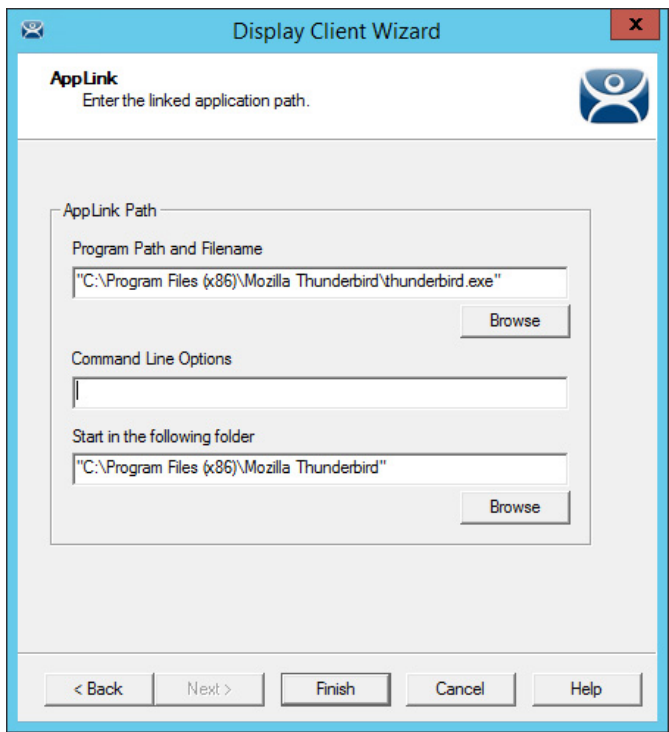 Display Client Wizard
x
AppLink
Enter the linked application path.
AppLink Path
Program Path and Filename
"C:\Program Files (x86)\Mozilla Thunderbird\thunderbird.exe"
Browse
Command Line Options
Start in the following folder
"C:\Program Files (x86)\Mozilla Thunderbird"
Browse
< Back Next > Finish Cancel Help